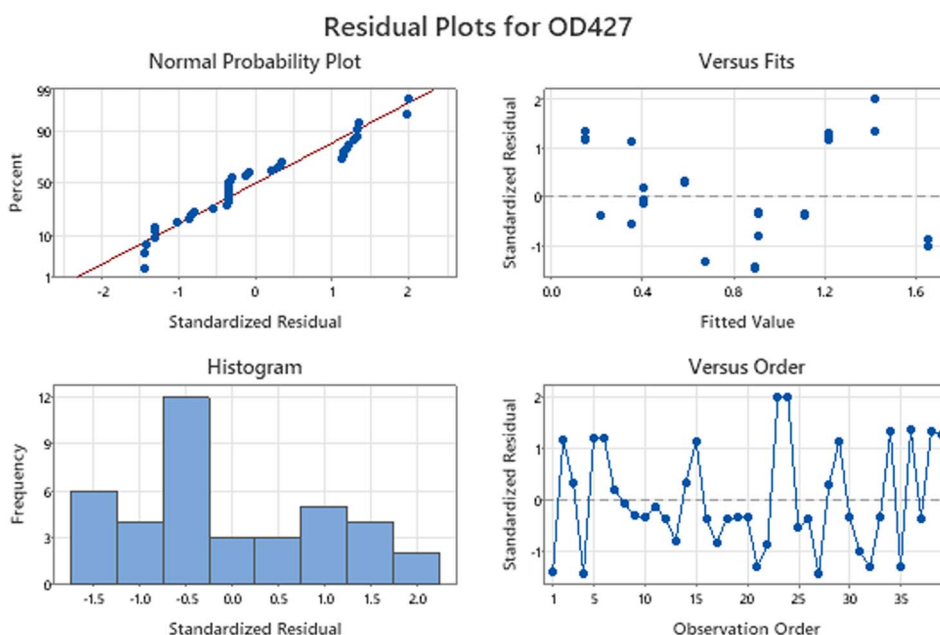 Residual Plots for OD427
Normal Probability Plot
99
90
50
10
1
Percent
-2 -1 0 1 2
Standardized Residual
Versus Fits
2
1
0
-1
Standardized Residual
0.0 0.4 0.8 1.2 1.6
Fitted Value
Histogram
12
9
6
3
0
Frequency
-1.5 -1.0 -0.5 0.0 0.5 1.0 1.5 2.0
Standardized Residual
Versus Order
2
1
0
-1
Standardized Residual
1 5 10 15 20 25 30 35
Observation Order